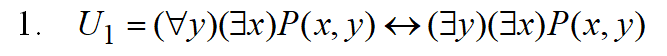 1. U₁ = (∀y)(∃x)P(x, y) ↔ (∃y)(∃x)P(x, y)